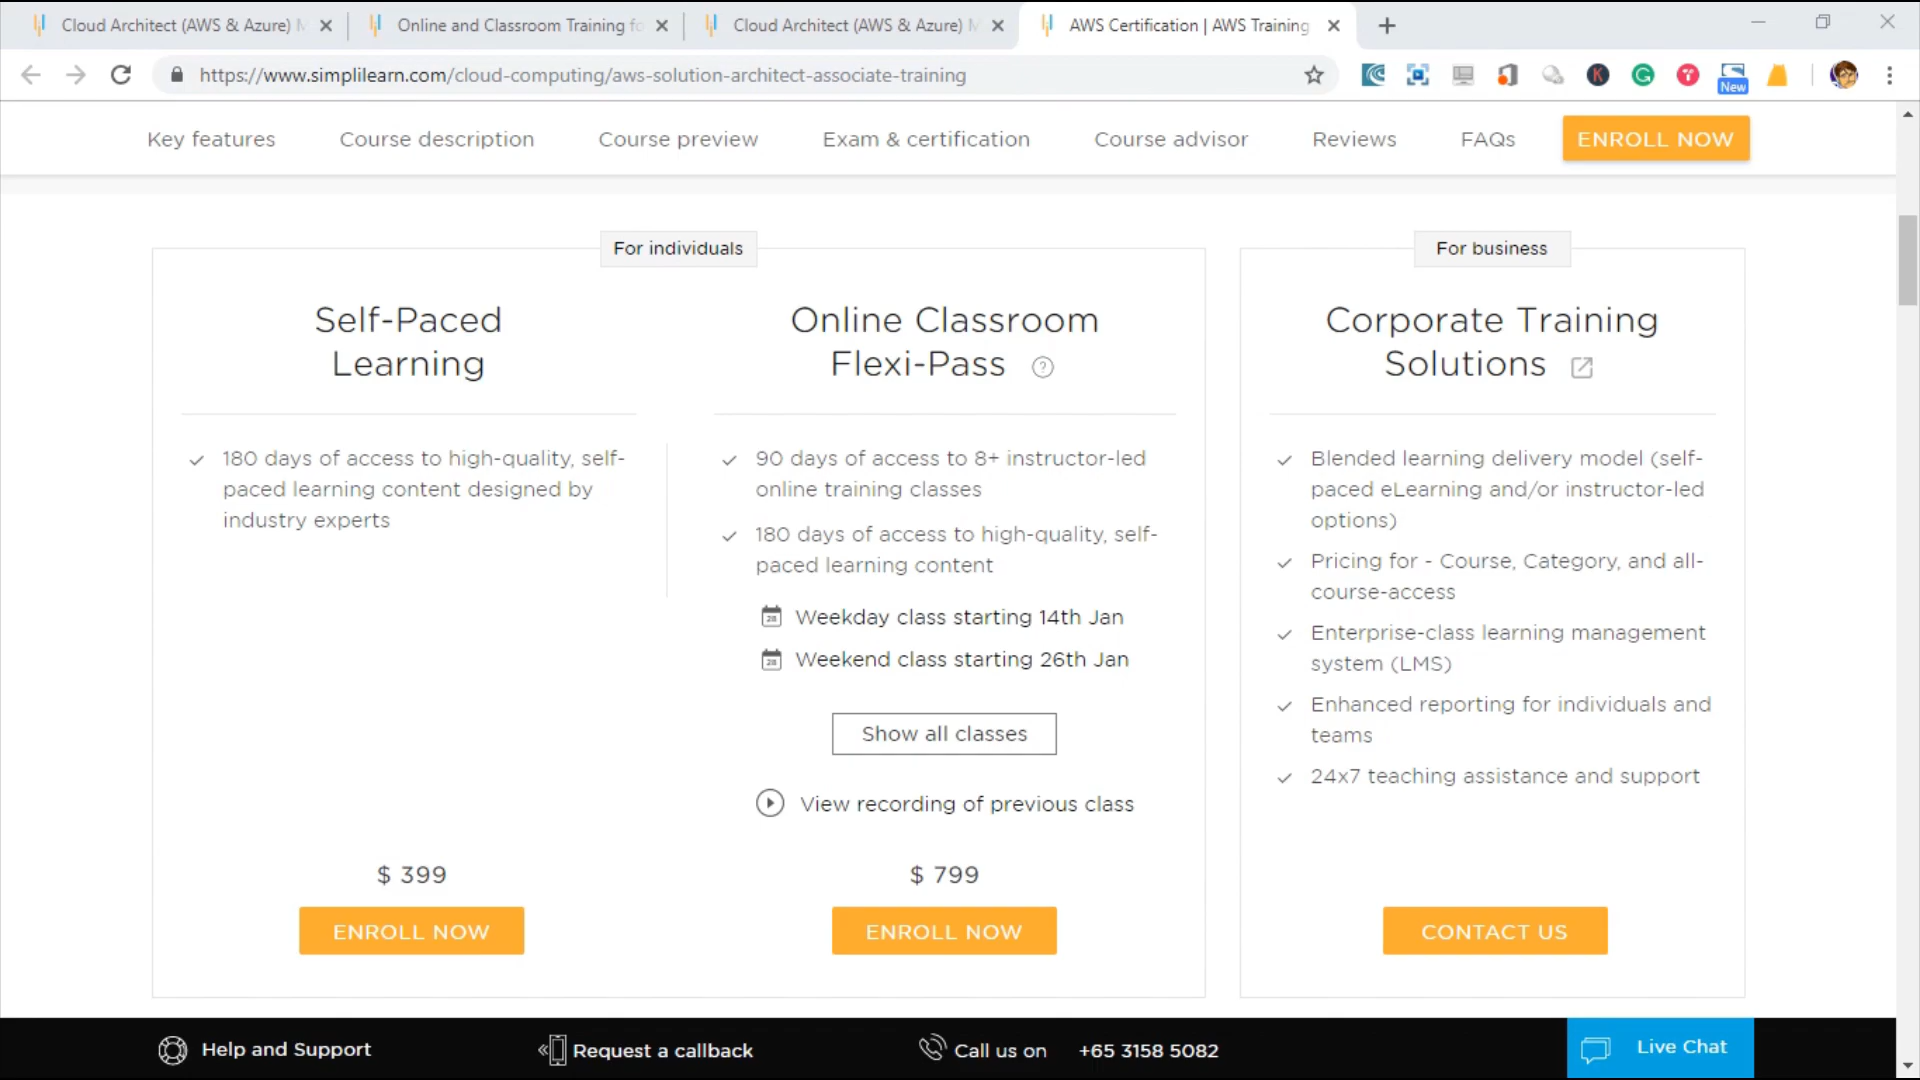 Cloud Architect (AWS & Azure) M
Online and Classroom Training fo
Cloud Architect (AWS & Azure) M
AWS Certification | AWS Training
https://www.simplilearn.com/cloud-computing/aws-solution-architect-associate-training
New
Key features
Course description
Course preview
Exam & certification
Course advisor
Reviews
FAQs
ENROLL NOW
For individuals
Self-Paced
Learning
180 days of access to high-quality, self-
paced learning content designed by
industry experts
$ 399
ENROLL NOW
Online Classroom
Flexi-Pass ?
90 days of access to 8+ instructor-led
online training classes
180 days of access to high-quality, self-
paced learning content
Weekday class starting 14th Jan
Weekend class starting 26th Jan
Show all classes
View recording of previous class
$ 799
ENROLL NOW
For business
Corporate Training
Solutions
Blended learning delivery model (self-
paced eLearning and/or instructor-led
options)
Pricing for - Course, Category, and all-
course-access
Enterprise-class learning management
system (LMS)
Enhanced reporting for individuals and
teams
24x7 teaching assistance and support
CONTACT US
Help and Support
Request a callback
Call us on +65 3158 5082
Live Chat